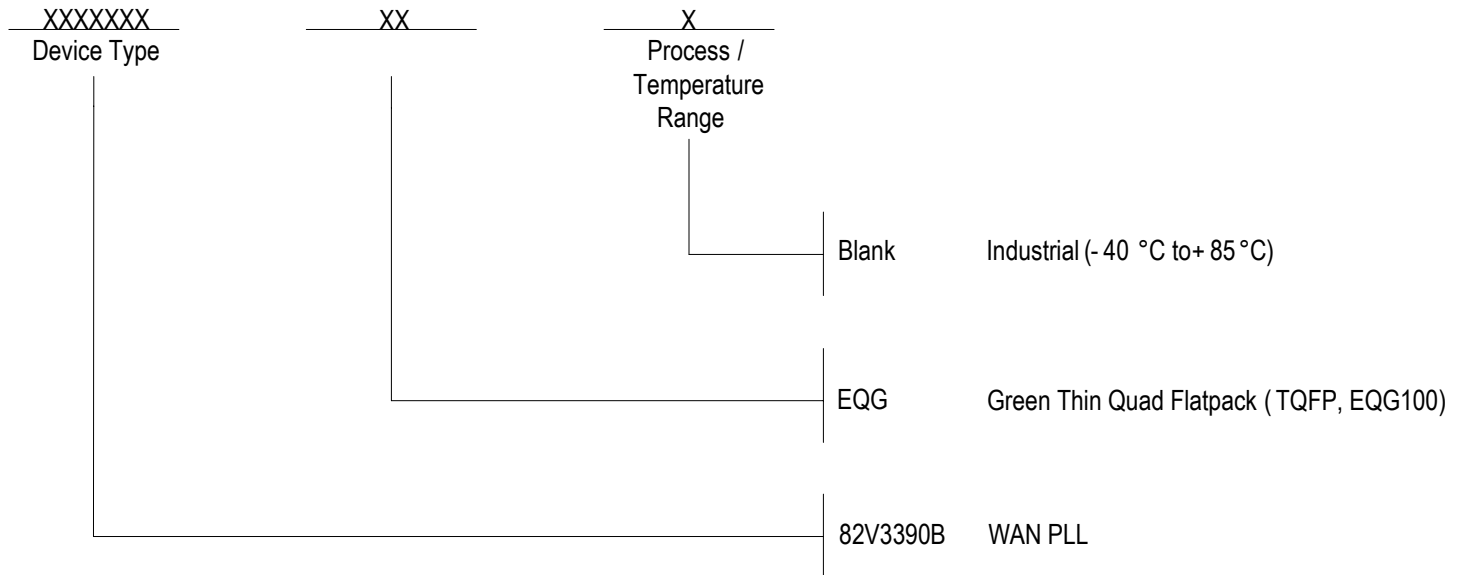 XXXXXXX XX X
Device Type Process /
Temperature
Range
Blank Industrial (- 40 °C to+ 85 °C)
EQG Green Thin Quad Flatpack ( TQFP, EQG100)
82V3390B WAN PLL